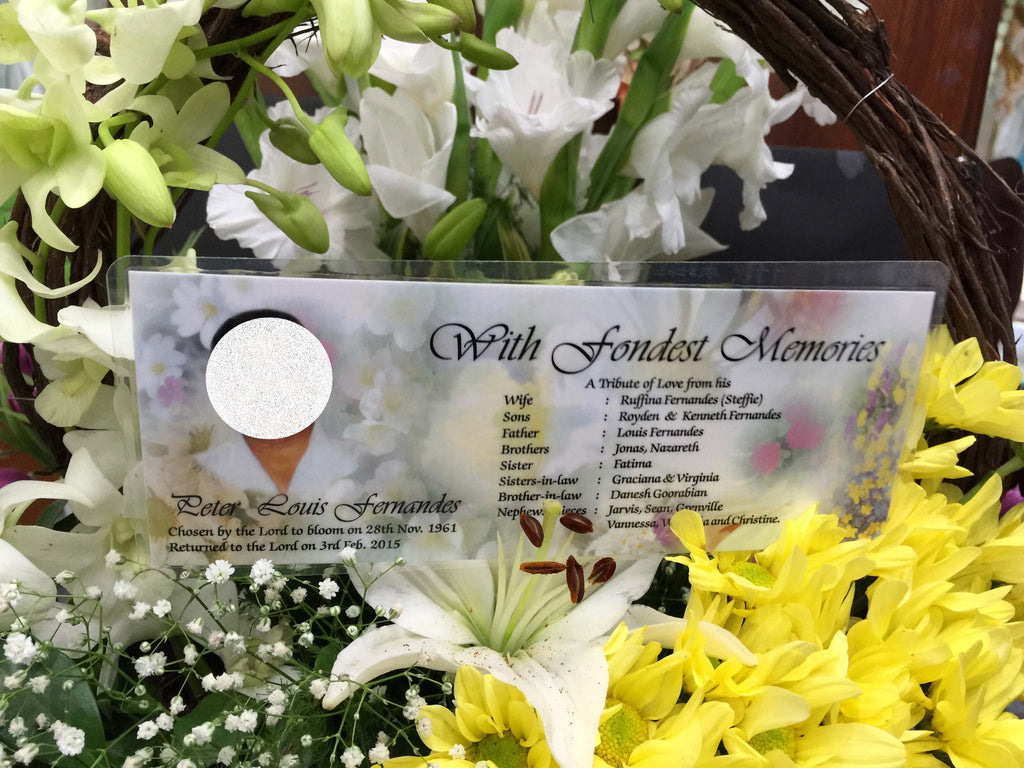 With Fondest Memories
A Tribute of Love from his
Wife : Ruffina Fernandes (Steffie)
Sons : Royden & Kenneth Fernandes
Father : Louis Fernandes
Brothers : Jonas, Nazareth
Sister : Fatima
Sisters-in-law : Graciana & Virginia
Brother-in-law : Danesh Goorabian
Nephews ieces : Jarvis, Sean, Grenville
Vannessa, and Christine.
Peter Louis Fernandes
Chosen by the Lord to bloom on 28th Nov. 1961
Returned to the Lord on 3rd Feb. 2015